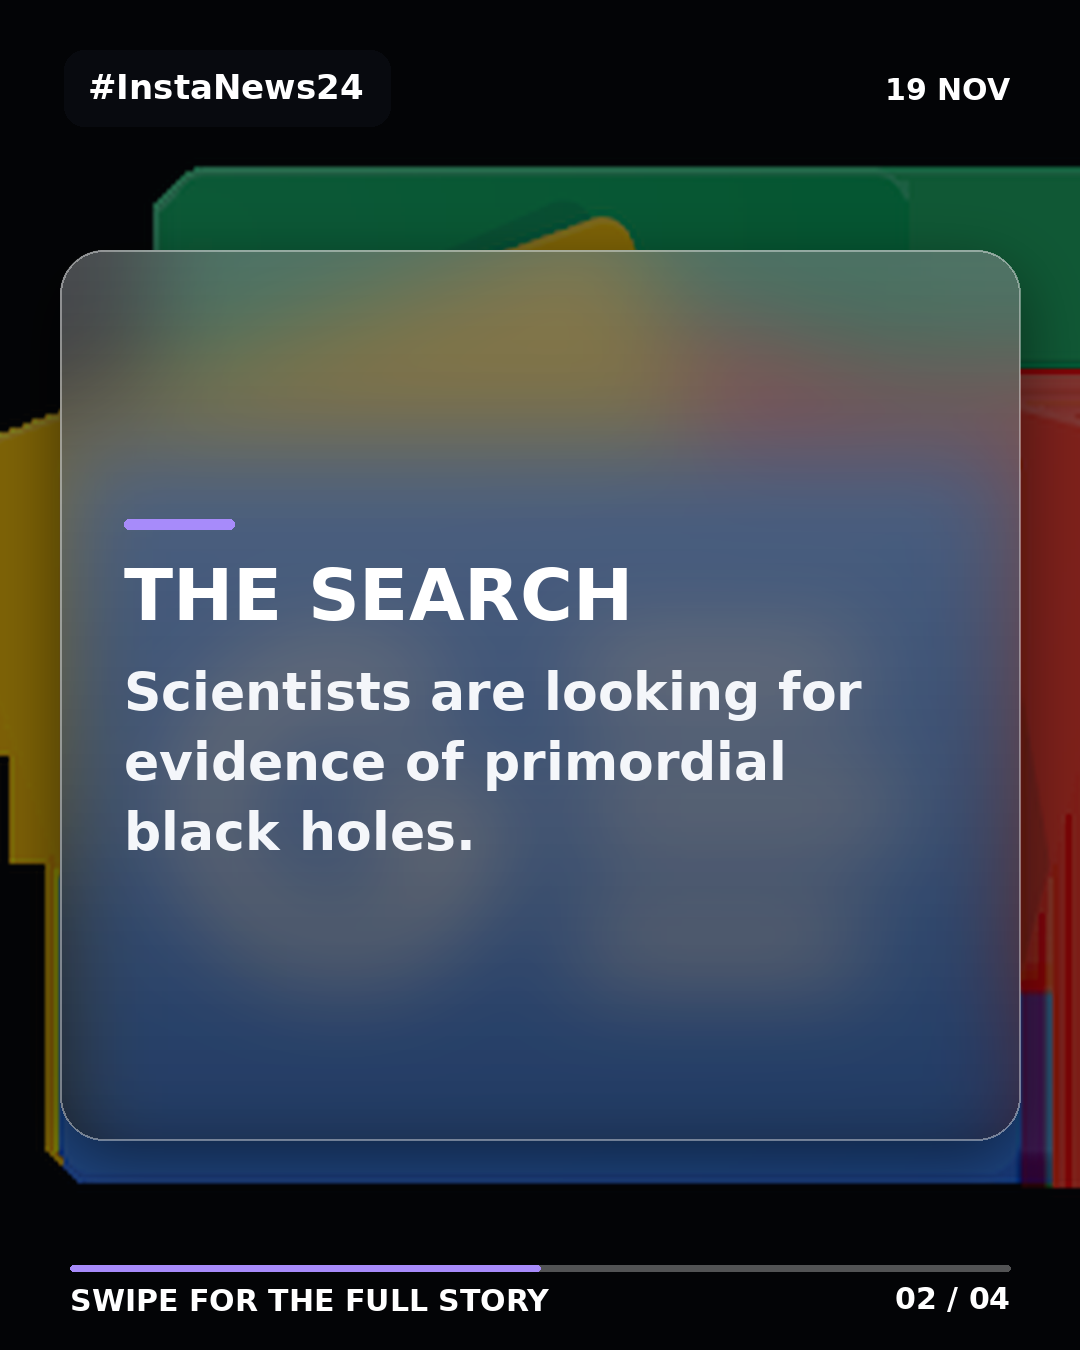 #InstaNews24
19 NOV
THE SEARCH
Scientists are looking for
evidence of primordial
black holes.
SWIPE FOR THE FULL STORY
02 / 04